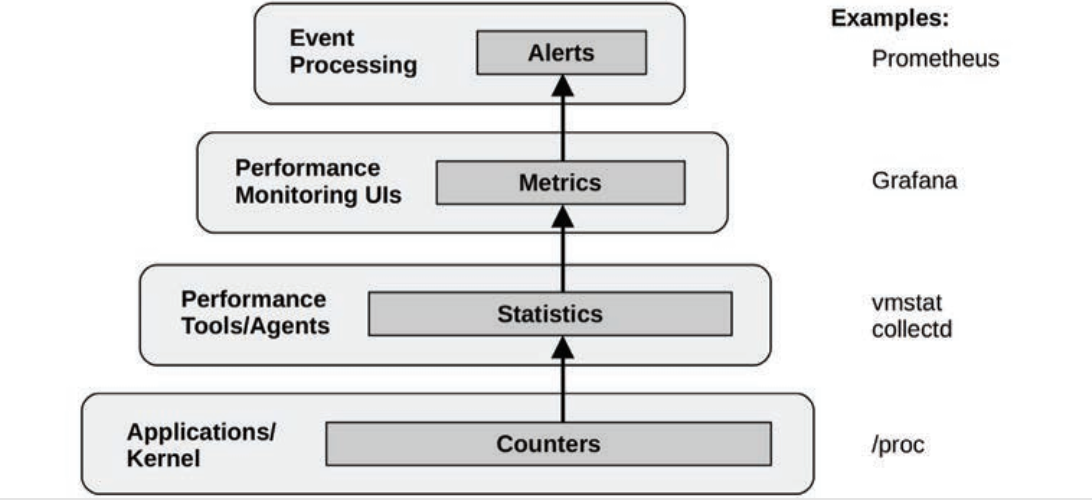 Examples:
Event
Processing
Alerts
Prometheus
Performance
Monitoring UIs
Metrics
Grafana
Performance
Tools/Agents
Statistics
vmstat
collectd
Applications/
Kernel
Counters
/proc